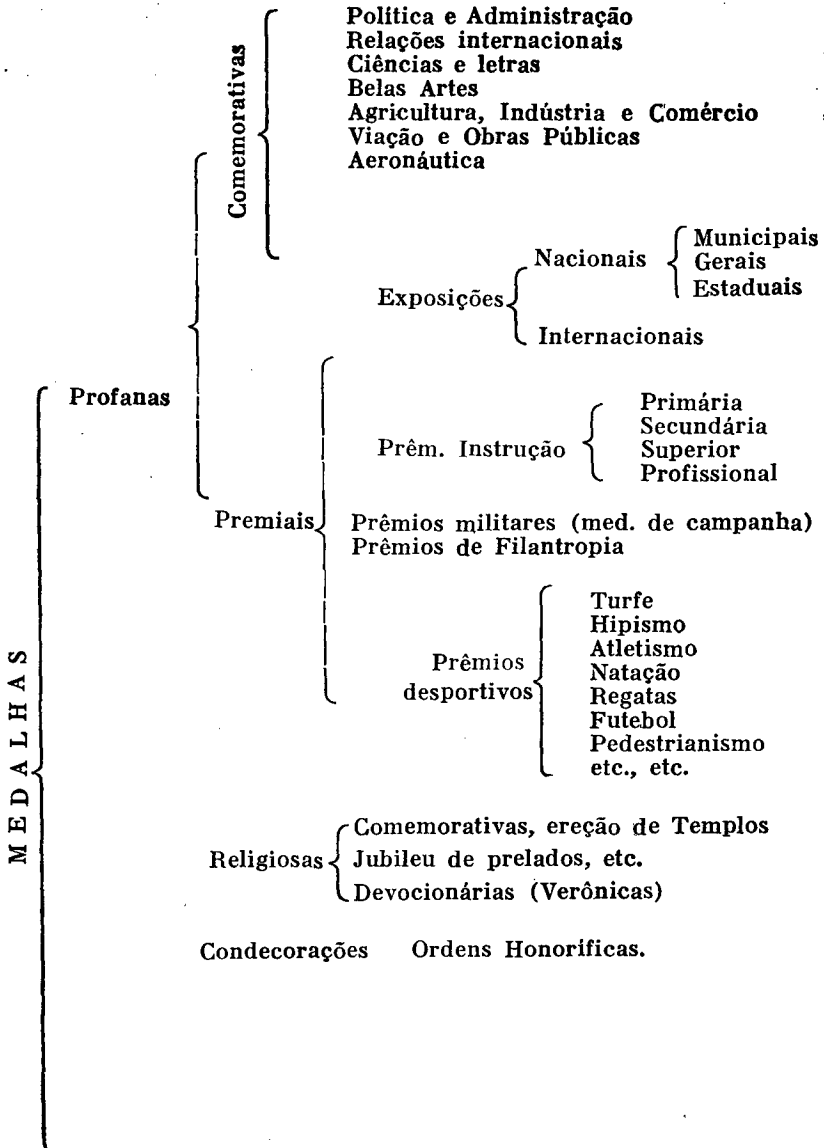 Comemorativas
Política e Administração
Relações internacionais
Ciências e letras
Belas Artes
Agricultura, Indústria e Comércio
Viação e Obras Públicas
Aeronáutica
Exposições
Nacionais
Municipais
Gerais
Estaduais
Internacionais
Profanas
Prêm. Instrução
Primária
Secundária
Superior
Profissional
Premiais
Prêmios militares (med. de campanha)
Prêmios de Filantropia
Prêmios
desportivos
Turfe
Hipismo
Atletismo
Natação
Regatas
Futebol
Pedestrianismo
etc., etc.
MEDALHAS
Religiosas
Comemorativas, ereção de Templos
Jubileu de prelados, etc.
Devocionárias (Verônicas)
Condecorações Ordens Honoríficas.